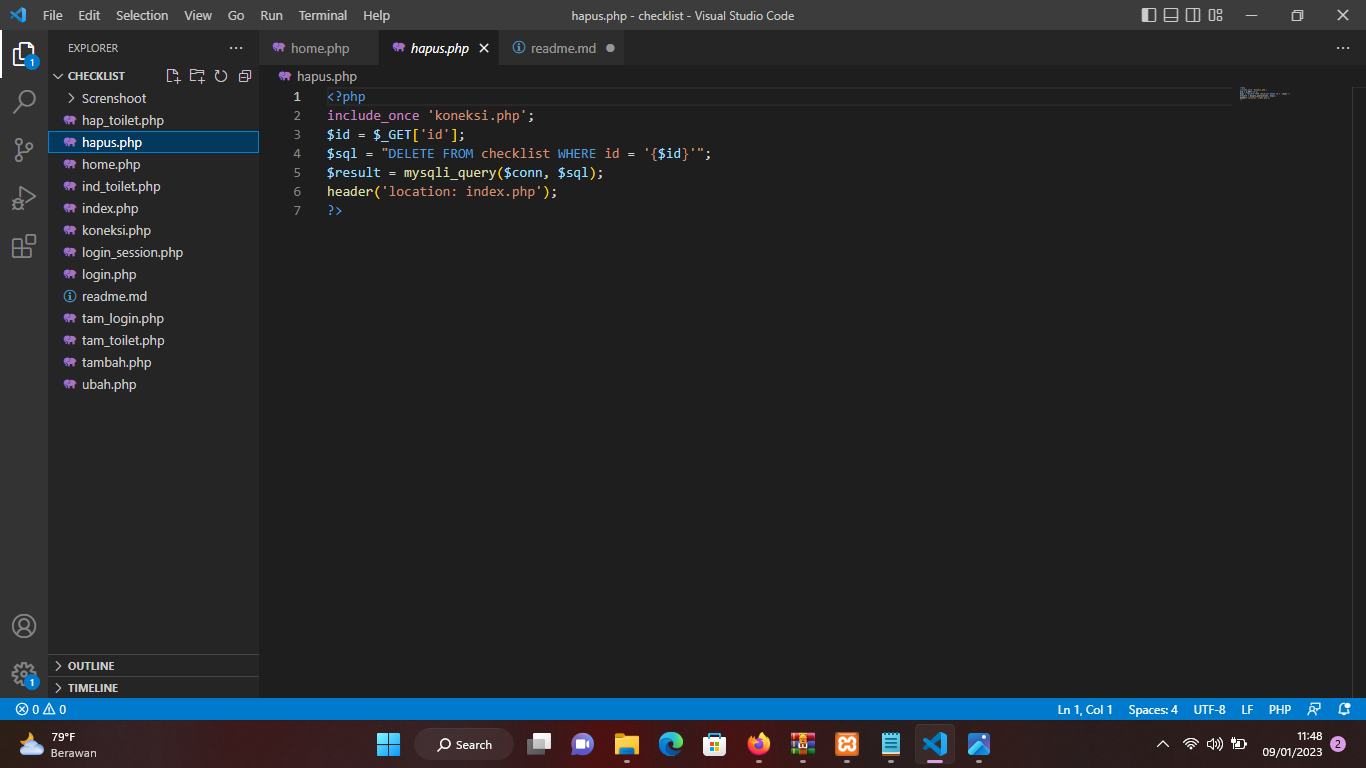 File Edit Selection View Go Run Terminal Help hapus.php - checklist - Visual Studio Code
EXPLORER
home.php hapus.php readme.md
1
CHECKLIST
hapus.php
Screnshoot
hap_toilet.php
hapus.php
home.php
ind_toilet.php
index.php
koneksi.php
login_session.php
login.php
readme.md
tam_login.php
tam_toilet.php
tambah.php
ubah.php
1 <?php
2 include_once 'koneksi.php';
3 $id = $_GET['id'];
4 $sql = "DELETE FROM checklist WHERE id = '{$id}'";
5 $result = mysqli_query($conn, $sql);
6 header('location: index.php');
7 ?>
OUTLINE
1
TIMELINE
0 0 Ln 1, Col 1 Spaces: 4 UTF-8 LF PHP
79°F
Berawan
Search
11:48
09/01/2023
2